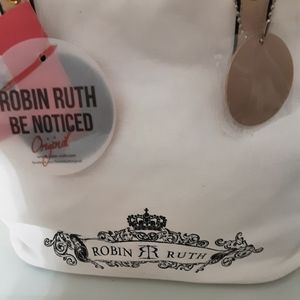 ROBIN RUTH
BE NOTICED
Original
ROBIN RR RUTH